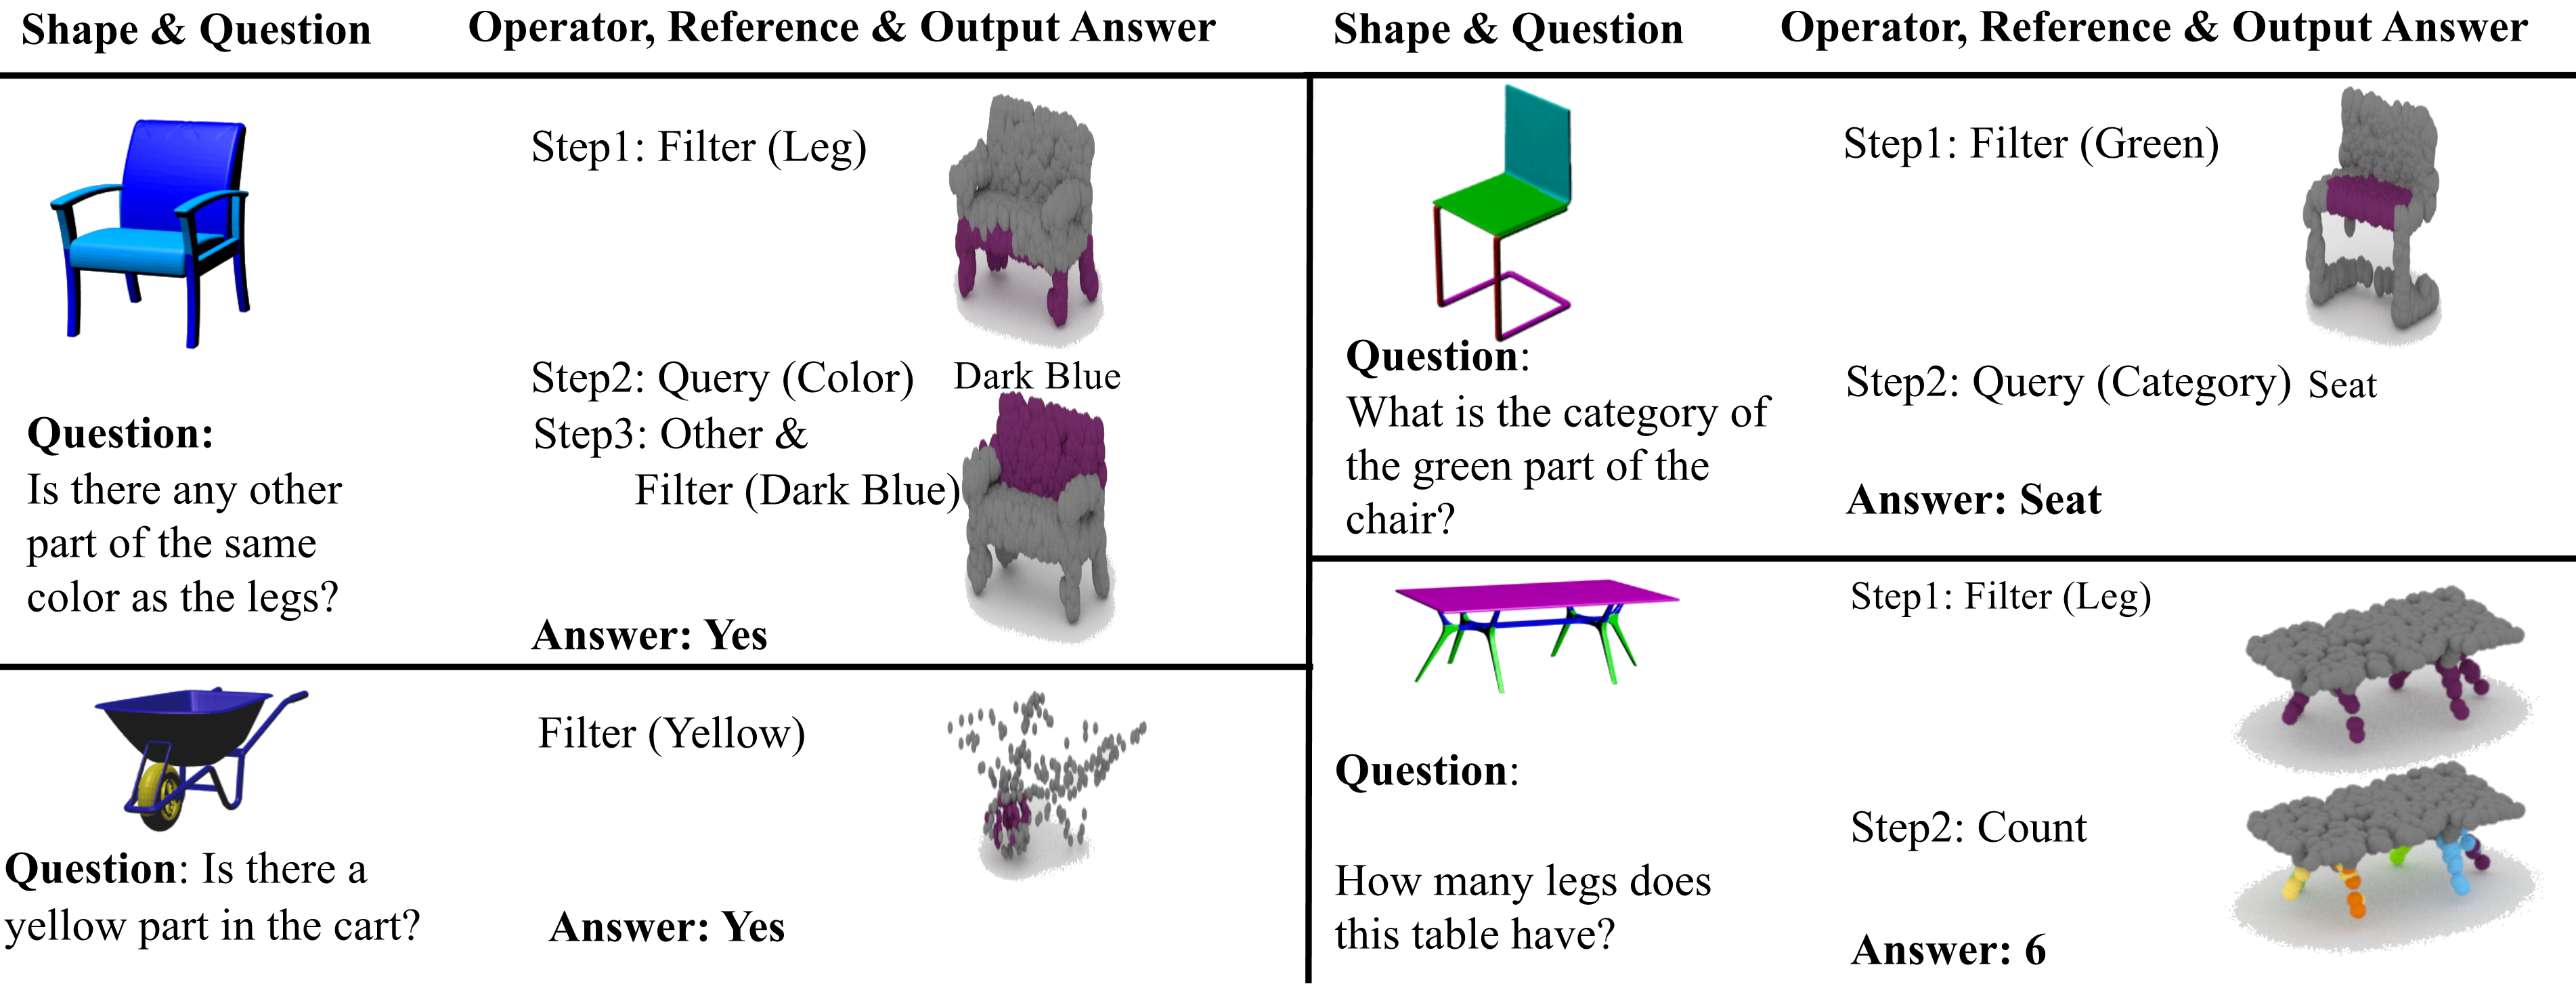 Shape & Question
Operator, Reference & Output Answer
Step1: Filter (Leg)
Step2: Query (Color)
Dark Blue
Step3: Other &
Filter (Dark Blue)
Question:
Is there any other
part of the same
color as the legs?
Answer: Yes
Filter (Yellow)
Question: Is there a
yellow part in the cart?
Answer: Yes
Shape & Question
Operator, Reference & Output Answer
Step1: Filter (Green)
Question:
What is the category of
the green part of the
chair?
Step2: Query (Category)
Seat
Answer: Seat
Step1: Filter (Leg)
Question:
How many legs does
this table have?
Step2: Count
Answer: 6